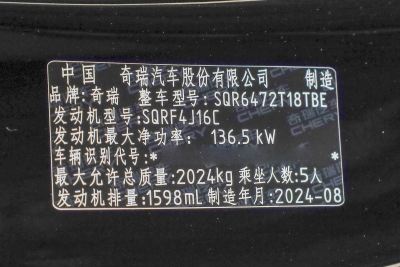 中国 奇瑞汽车股份有限公司 制造
品牌:奇瑞 整车型号:SQR6472T18TBE
发动机型号:SQRF4J16C
发动机最大净功率: 136.5 kW
车辆识别代号:* *
最大允许总质量:2024kg 乘坐人数:5人
发动机排量:1598mL 制造年月:2024-08